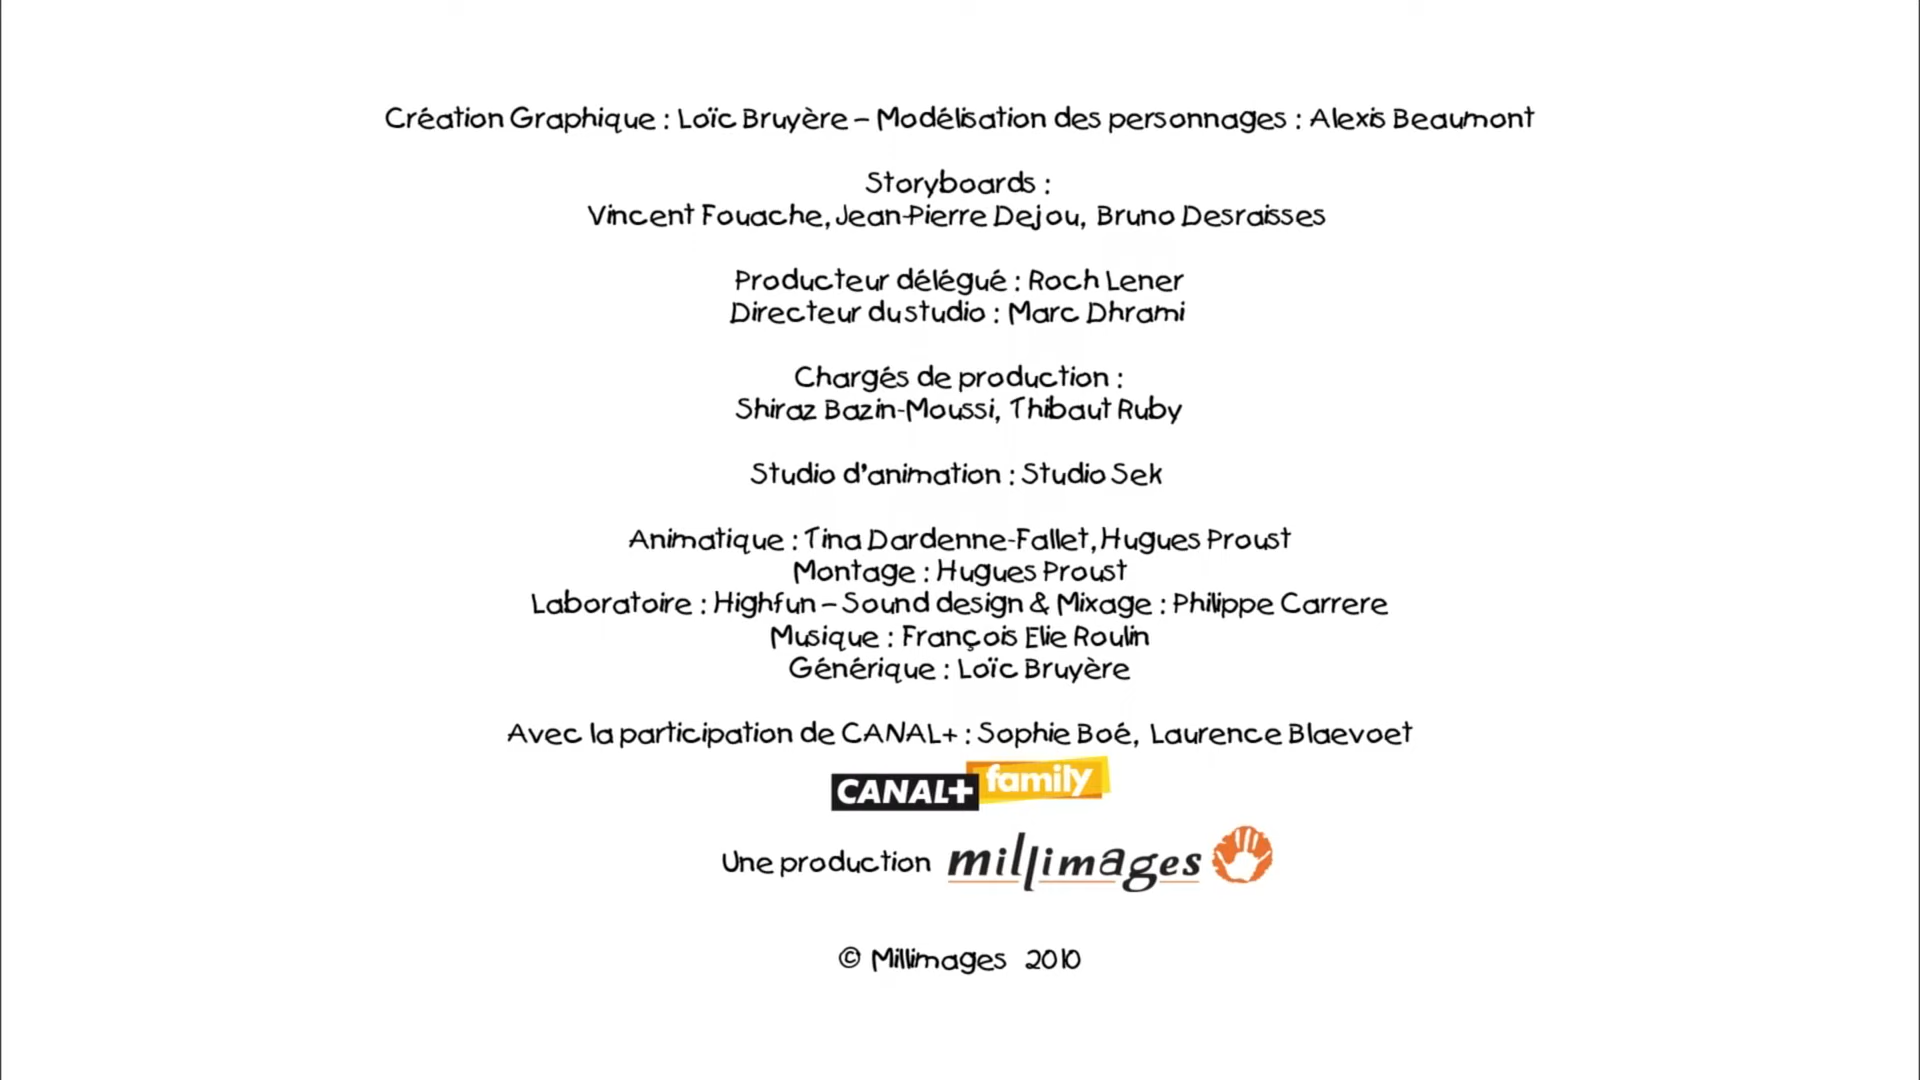 Création Graphique : Loïc Bruyère – Modélisation des personnages : Alexis Beaumont
Storyboards :
Vincent Fouache, Jean-Pierre Dejou, Bruno Desraisses
Producteur délégué : Roch Lener
Directeur du studio : Marc Dhrami
Chargés de production :
Shiraz Bazin-Moussi, Thibaut Ruby
Studio d'animation : Studio Sek
Animatique : Tina Dardenne-Fallet, Hugues Proust
Montage : Hugues Proust
Laboratoire : Highfun – Sound design & Mixage : Philippe Carrere
Musique : François Elie Roulin
Générique : Loïc Bruyère
Avec la participation de CANAL+ : Sophie Boé, Laurence Blaevoet
CANAL+ family
Une production millimages
© Millimages 2010